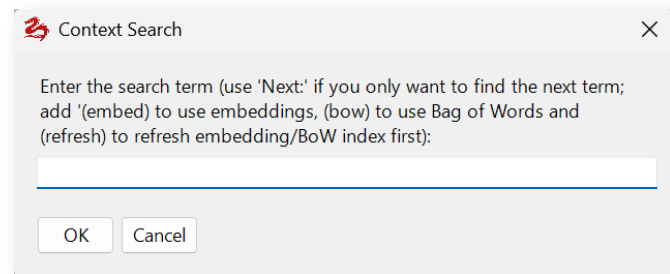 Context Search
Enter the search term (use 'Next:' if you only want to find the next term;
add '(embed) to use embeddings, (bow) to use Bag of Words and
(refresh) to refresh embedding/BoW index first):
OK Cancel